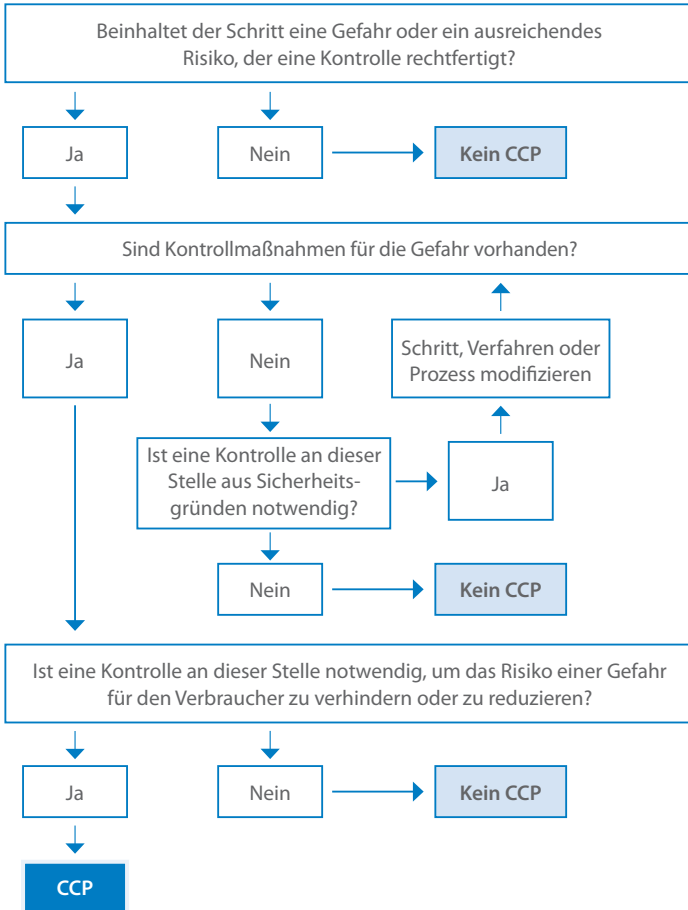 Beinhaltet der Schritt eine Gefahr oder ein ausreichendes
Risiko, der eine Kontrolle rechtfertigt?
Ja
Nein
Kein CCP
Sind Kontrollmaßnahmen für die Gefahr vorhanden?
Ja
Nein
Schritt, Verfahren oder
Prozess modifizieren
Ist eine Kontrolle an dieser
Stelle aus Sicherheits-
gründen notwendig?
Ja
Nein
Kein CCP
Ist eine Kontrolle an dieser Stelle notwendig, um das Risiko einer Gefahr
für den Verbraucher zu verhindern oder zu reduzieren?
Ja
Nein
Kein CCP
CCP